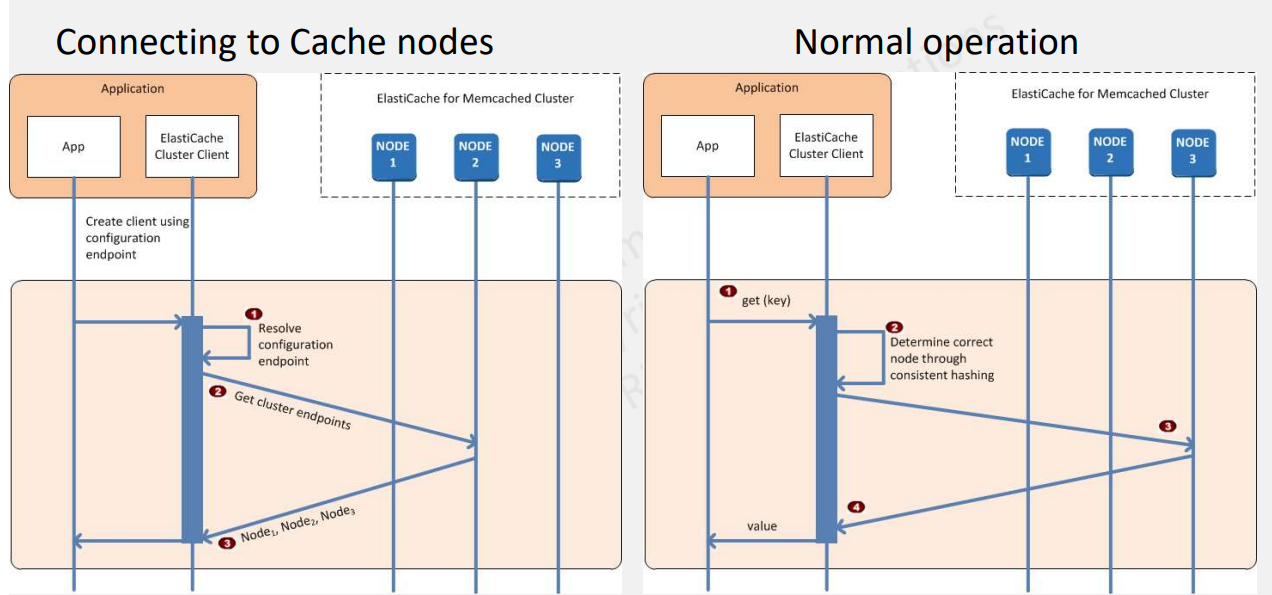 Connecting to Cache nodes
Application
App
ElastiCache
Cluster Client
ElastiCache for Memcached Cluster
NODE
1
NODE
2
NODE
3
Create client using
configuration
endpoint
1
Resolve
configuration
endpoint
2 Get cluster endpoints
3 Node₁, Node₂, Node₃
Normal operation
Application
App
ElastiCache
Cluster Client
ElastiCache for Memcached Cluster
NODE
1
NODE
2
NODE
3
1
get (key)
2
Determine correct
node through
consistent hashing
3
4
value